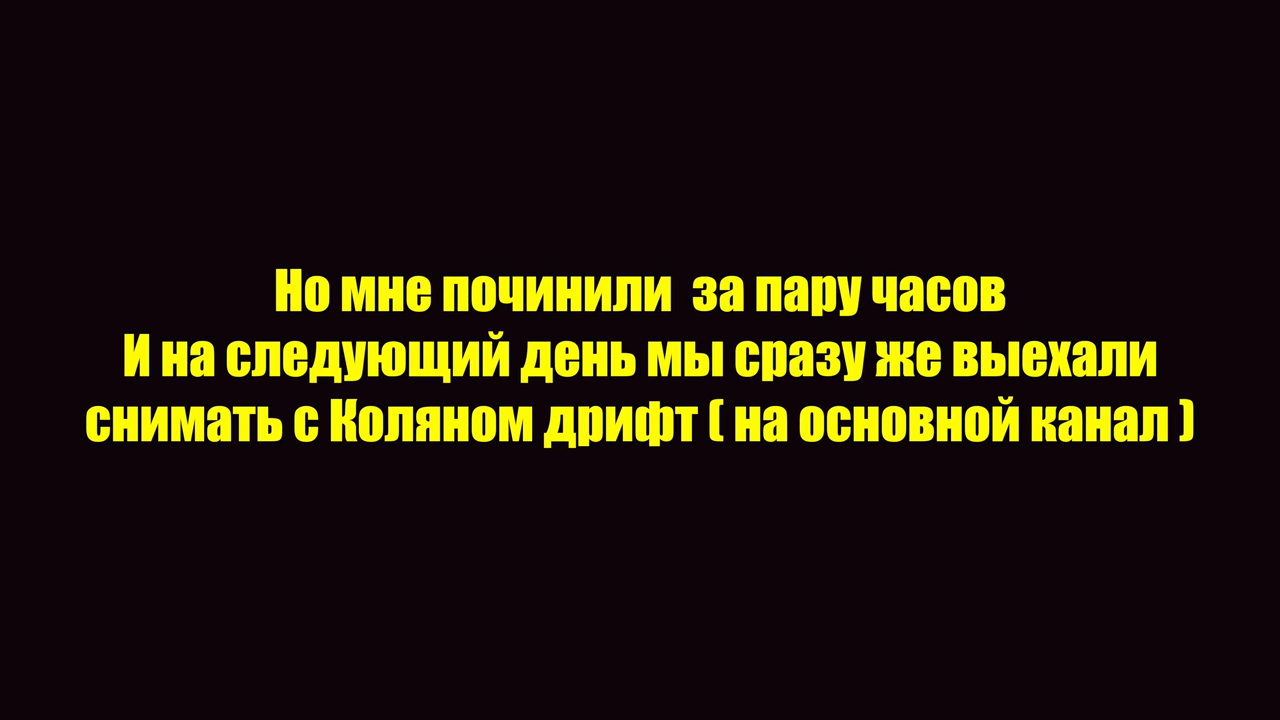 Но мне починили  за пару часов
И на следующий день мы сразу же выехали
снимать с Коляном дрифт ( на основной канал )